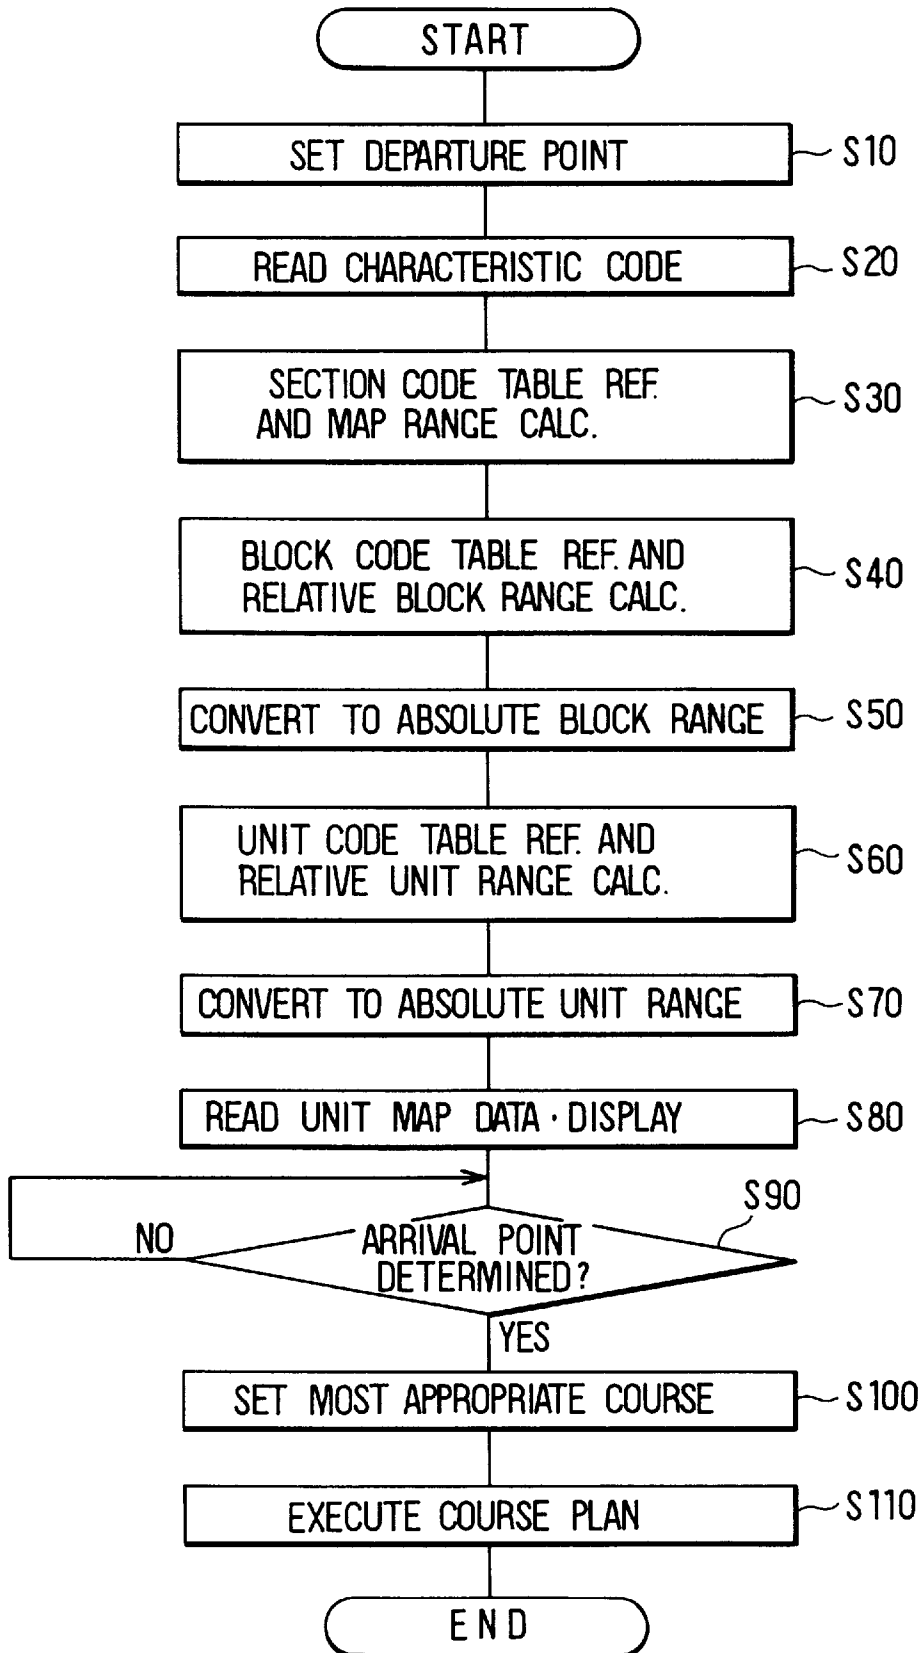 START
SET DEPARTURE POINT
S10
READ CHARACTERISTIC CODE
S20
SECTION CODE TABLE REF.
AND MAP RANGE CALC.
S30
BLOCK CODE TABLE REF. AND
RELATIVE BLOCK RANGE CALC.
S40
CONVERT TO ABSOLUTE BLOCK RANGE
S50
UNIT CODE TABLE REF. AND
RELATIVE UNIT RANGE CALC.
S60
CONVERT TO ABSOLUTE UNIT RANGE
S70
READ UNIT MAP DATA · DISPLAY
S80
S90
NO
ARRIVAL POINT
DETERMINED?
YES
SET MOST APPROPRIATE COURSE
S100
EXECUTE COURSE PLAN
S110
END